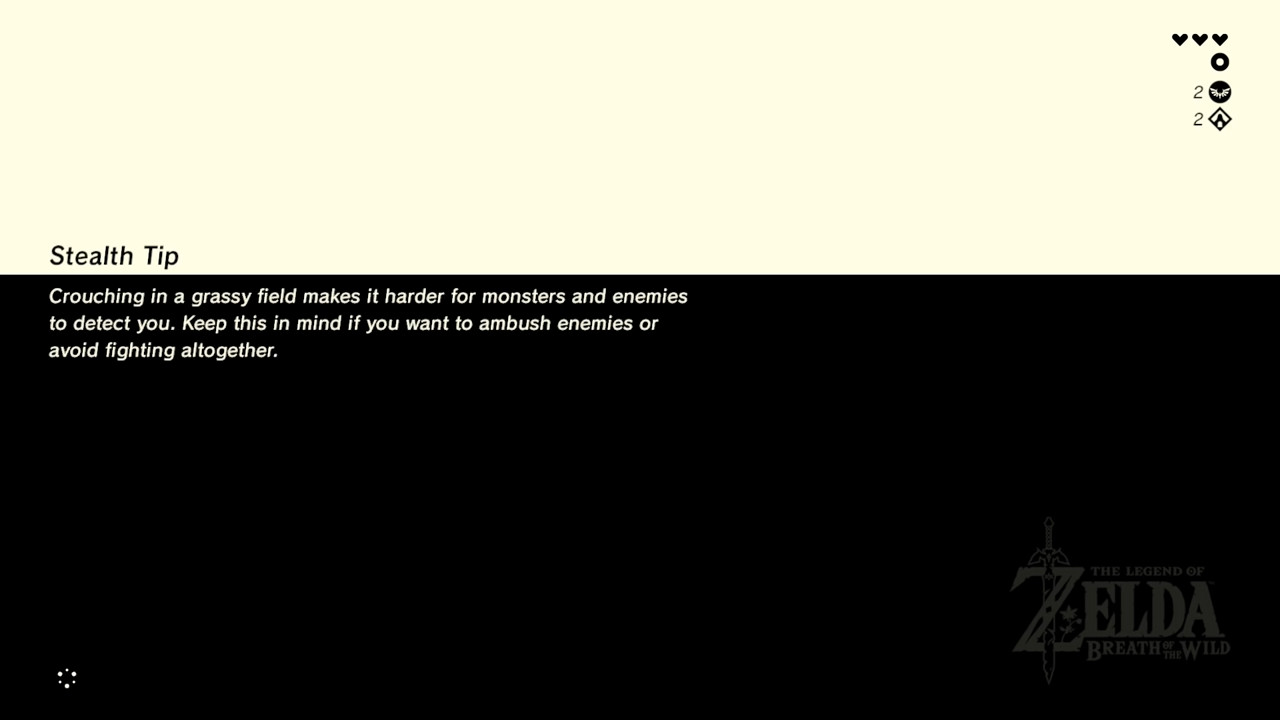 2
2
Stealth Tip
Crouching in a grassy field makes it harder for monsters and enemies
to detect you. Keep this in mind if you want to ambush enemies or
avoid fighting altogether.
THE LEGEND OF
ZELDA
BREATH OF THE WILD